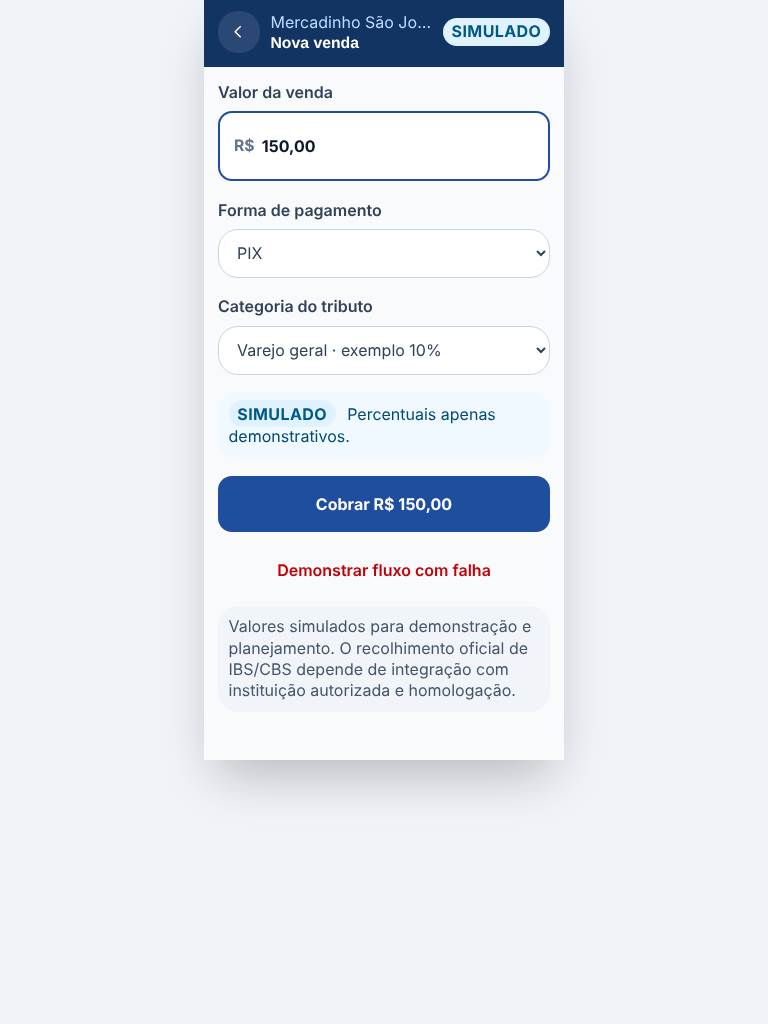 Mercadinho São Jo...
Nova venda
SIMULADO
Valor da venda
R$ 150,00
Forma de pagamento
PIX
Categoria do tributo
Varejo geral · exemplo 10%
SIMULADO Percentuais apenas
demonstrativos.
Cobrar R$ 150,00
Demonstrar fluxo com falha
Valores simulados para demonstração e
planejamento. O recolhimento oficial de
IBS/CBS depende de integração com
instituição autorizada e homologação.